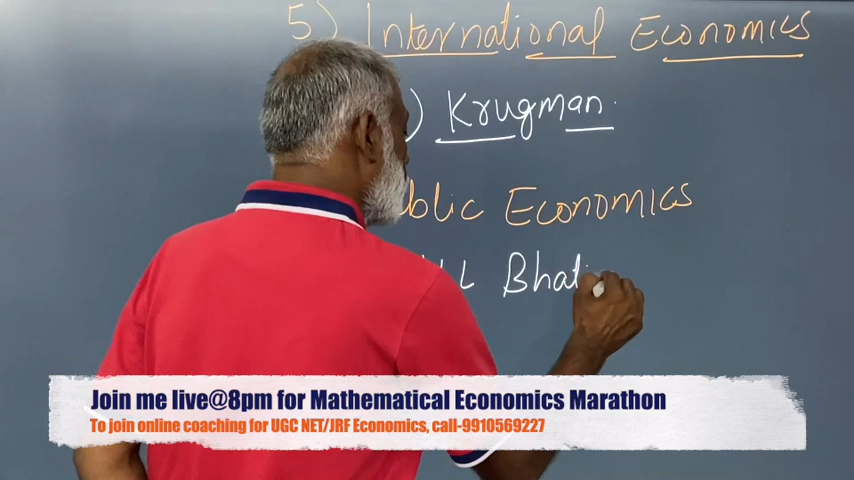 5) International Economics
) Krugman
blic Economics
L Bhati
Join me live@8pm for Mathematical Economics Marathon
To join online coaching for UGC NET/JRF Economics, call-9910569227